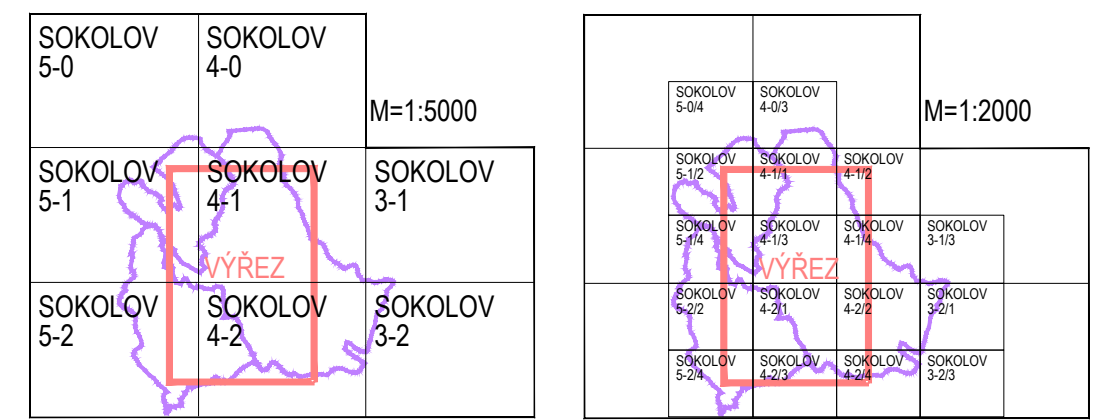 SOKOLOV
5-0
SOKOLOV
4-0
M=1:5000
SOKOLOV
5-1
SOKOLOV
4-1
SOKOLOV
3-1
VÝŘEZ
SOKOLOV
5-2
SOKOLOV
4-2
SOKOLOV
3-2
SOKOLOV
5-0/4
SOKOLOV
4-0/3
M=1:2000
SOKOLOV
5-1/2
SOKOLOV
4-1/1
SOKOLOV
4-1/2
SOKOLOV
5-1/4
SOKOLOV
4-1/3
SOKOLOV
4-1/4
SOKOLOV
3-1/3
VÝŘEZ
SOKOLOV
5-2/2
SOKOLOV
4-2/1
SOKOLOV
4-2/2
SOKOLOV
3-2/1
SOKOLOV
5-2/4
SOKOLOV
4-2/3
SOKOLOV
4-2/4
SOKOLOV
3-2/3